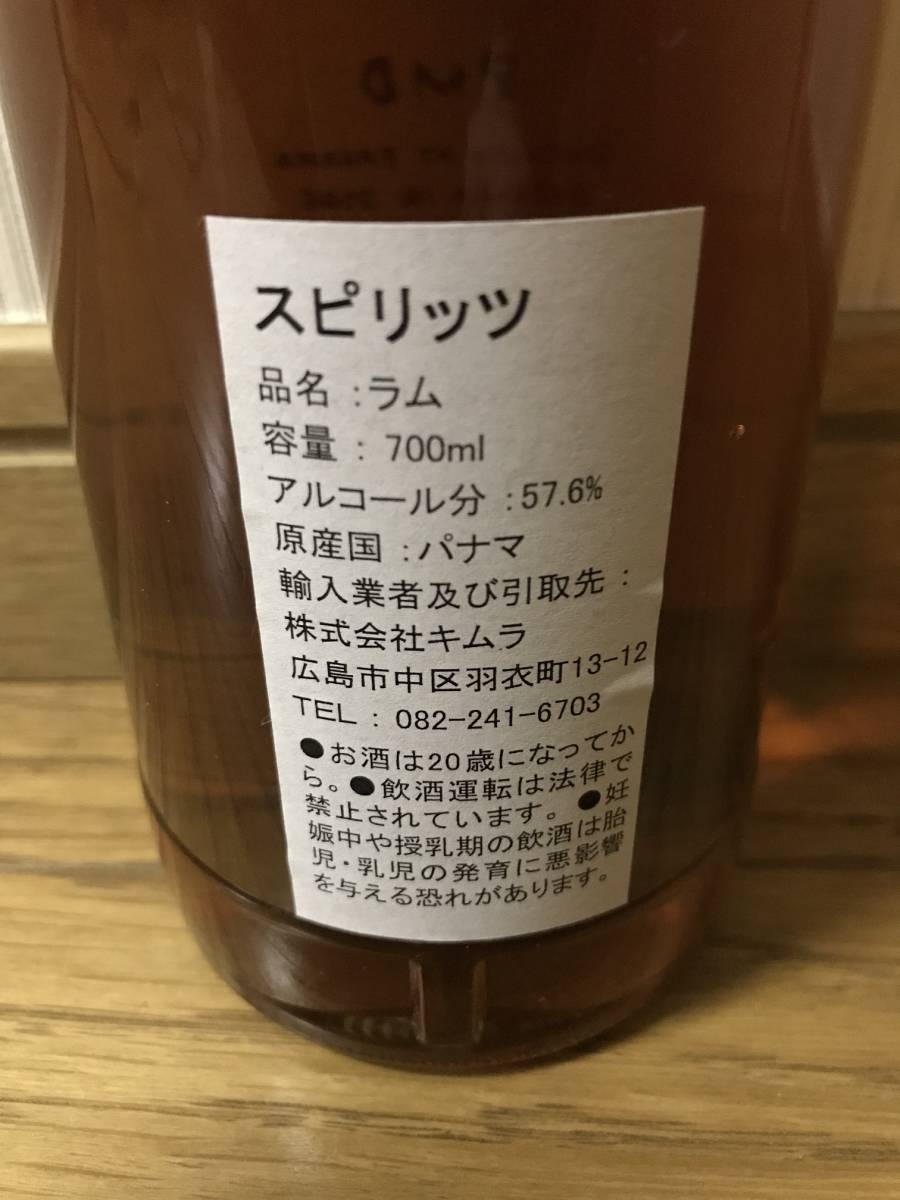 スピリッツ
品名 :ラム
容量 : 700ml
アルコール分 :57.6%
原産国 :パナマ
輸入業者及び引取先 :
株式会社キムラ
広島市中区羽衣町13-12
TEL : 082-241-6703
●お酒は20歳になってか
ら。●飲酒運転は法律で
禁止されています。●妊
娠中や授乳期の飲酒は胎
児・乳児の発育に悪影響
を与える恐れがあります。